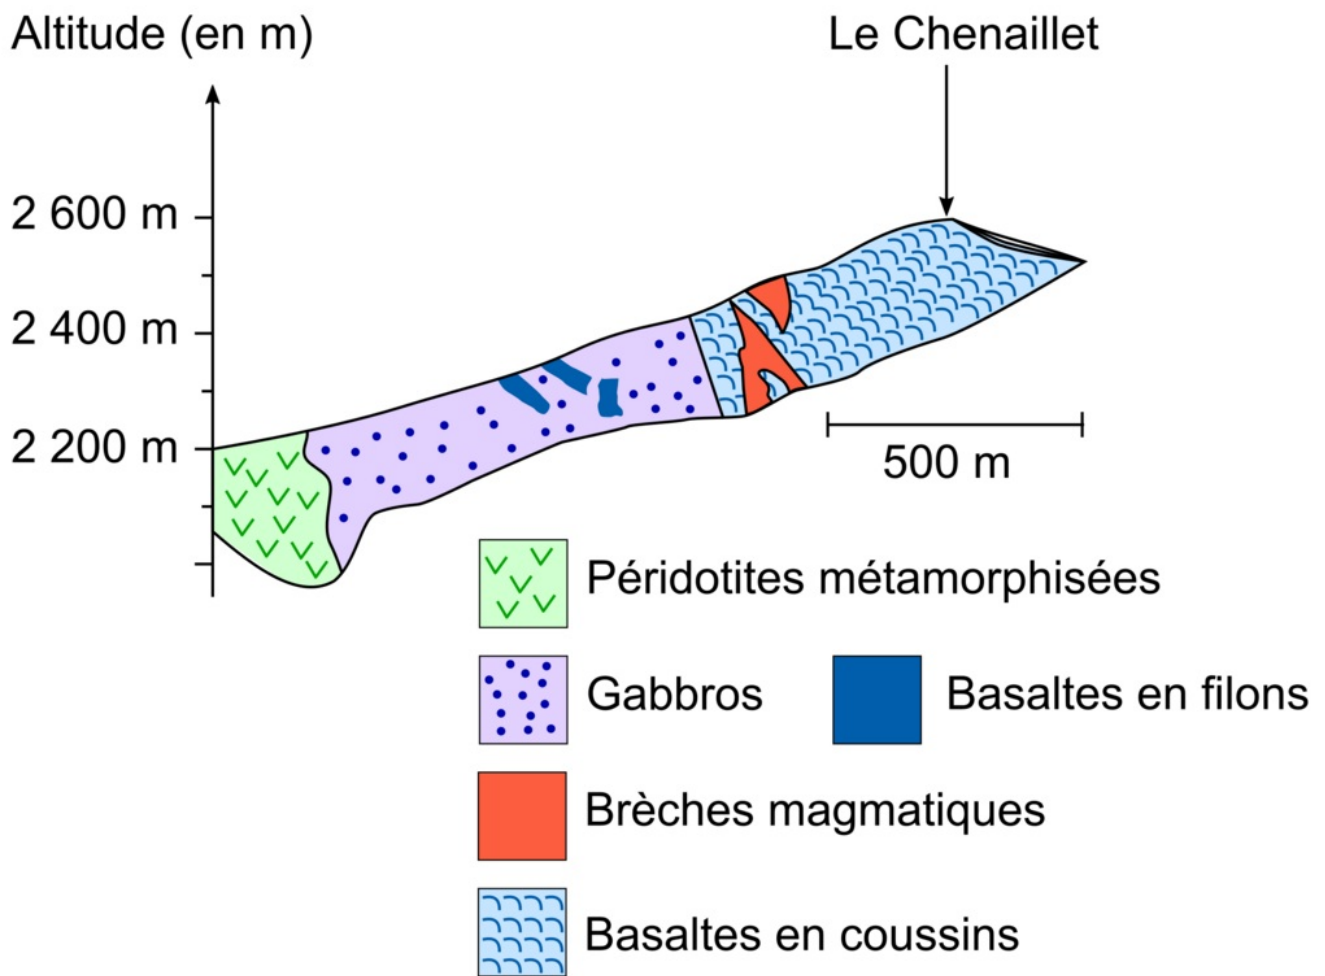 Altitude (en m)
Le Chenaillet
2 600 m
2 400 m
2 200 m
500 m
Péridotites métamorphisées
Gabbros
Basaltes en filons
Brèches magmatiques
Basaltes en coussins